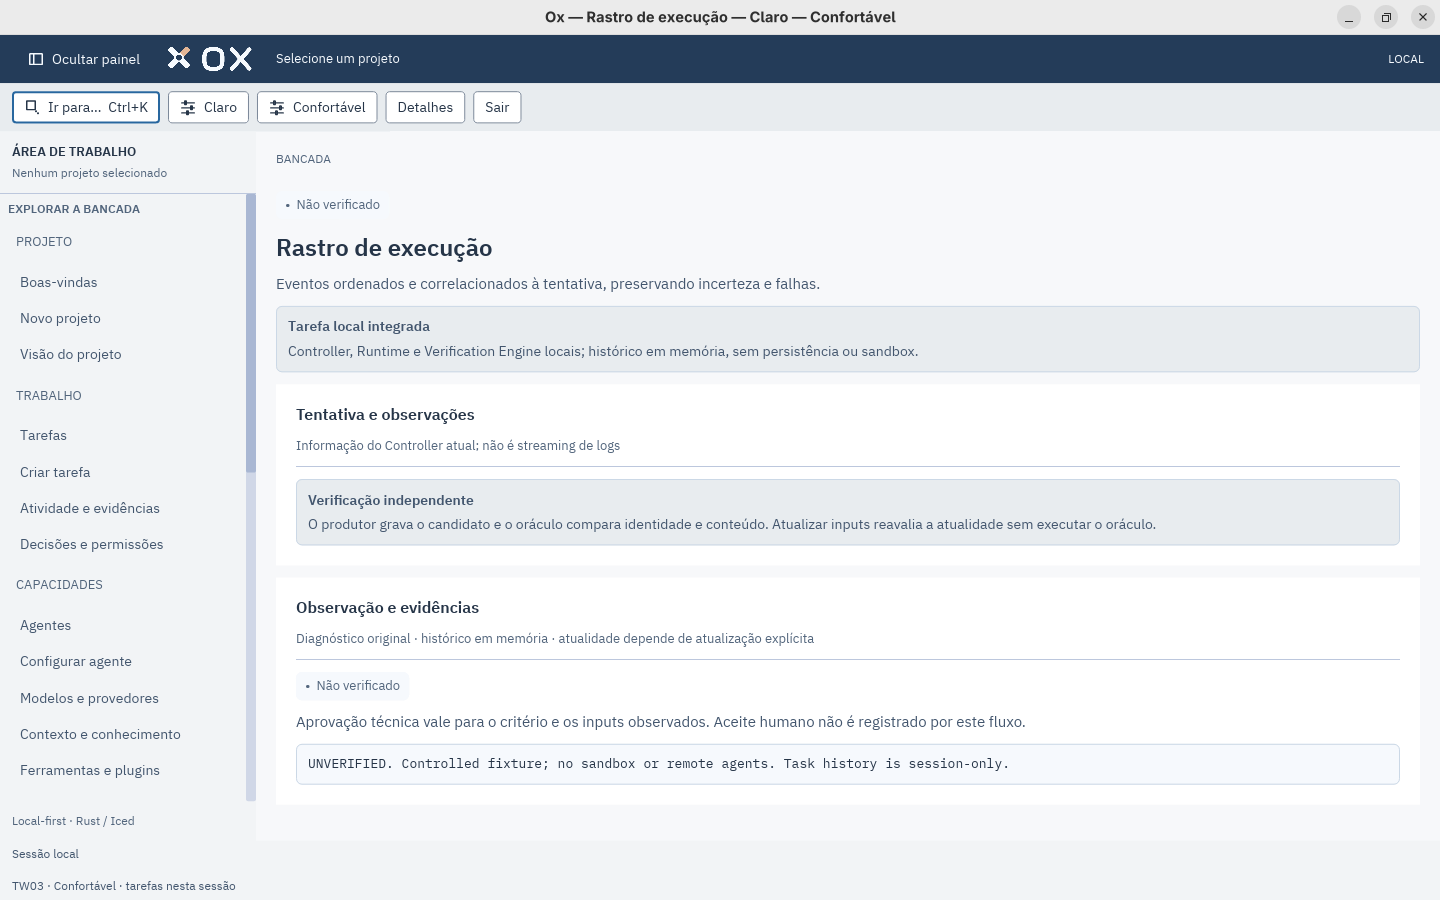 Ox — Rastro de execução — Claro — Confortável
Ocultar painel
OX
Selecione um projeto
LOCAL
Ir para... Ctrl+K
Claro
Confortável
Detalhes
Sair
ÁREA DE TRABALHO
Nenhum projeto selecionado
EXPLORAR A BANCADA
PROJETO
Boas-vindas
Novo projeto
Visão do projeto
TRABALHO
Tarefas
Criar tarefa
Atividade e evidências
Decisões e permissões
CAPACIDADES
Agentes
Configurar agente
Modelos e provedores
Contexto e conhecimento
Ferramentas e plugins
Local-first · Rust / Iced
Sessão local
TW03 · Confortável · tarefas nesta sessão
BANCADA
• Não verificado
Rastro de execução
Eventos ordenados e correlacionados à tentativa, preservando incerteza e falhas.
Tarefa local integrada
Controller, Runtime e Verification Engine locais; histórico em memória, sem persistência ou sandbox.
Tentativa e observações
Informação do Controller atual; não é streaming de logs
Verificação independente
O produtor grava o candidato e o oráculo compara identidade e conteúdo. Atualizar inputs reavalia a atualidade sem executar o oráculo.
Observação e evidências
Diagnóstico original · histórico em memória · atualidade depende de atualização explícita
• Não verificado
Aprovação técnica vale para o critério e os inputs observados. Aceite humano não é registrado por este fluxo.
UNVERIFIED. Controlled fixture; no sandbox or remote agents. Task history is session-only.